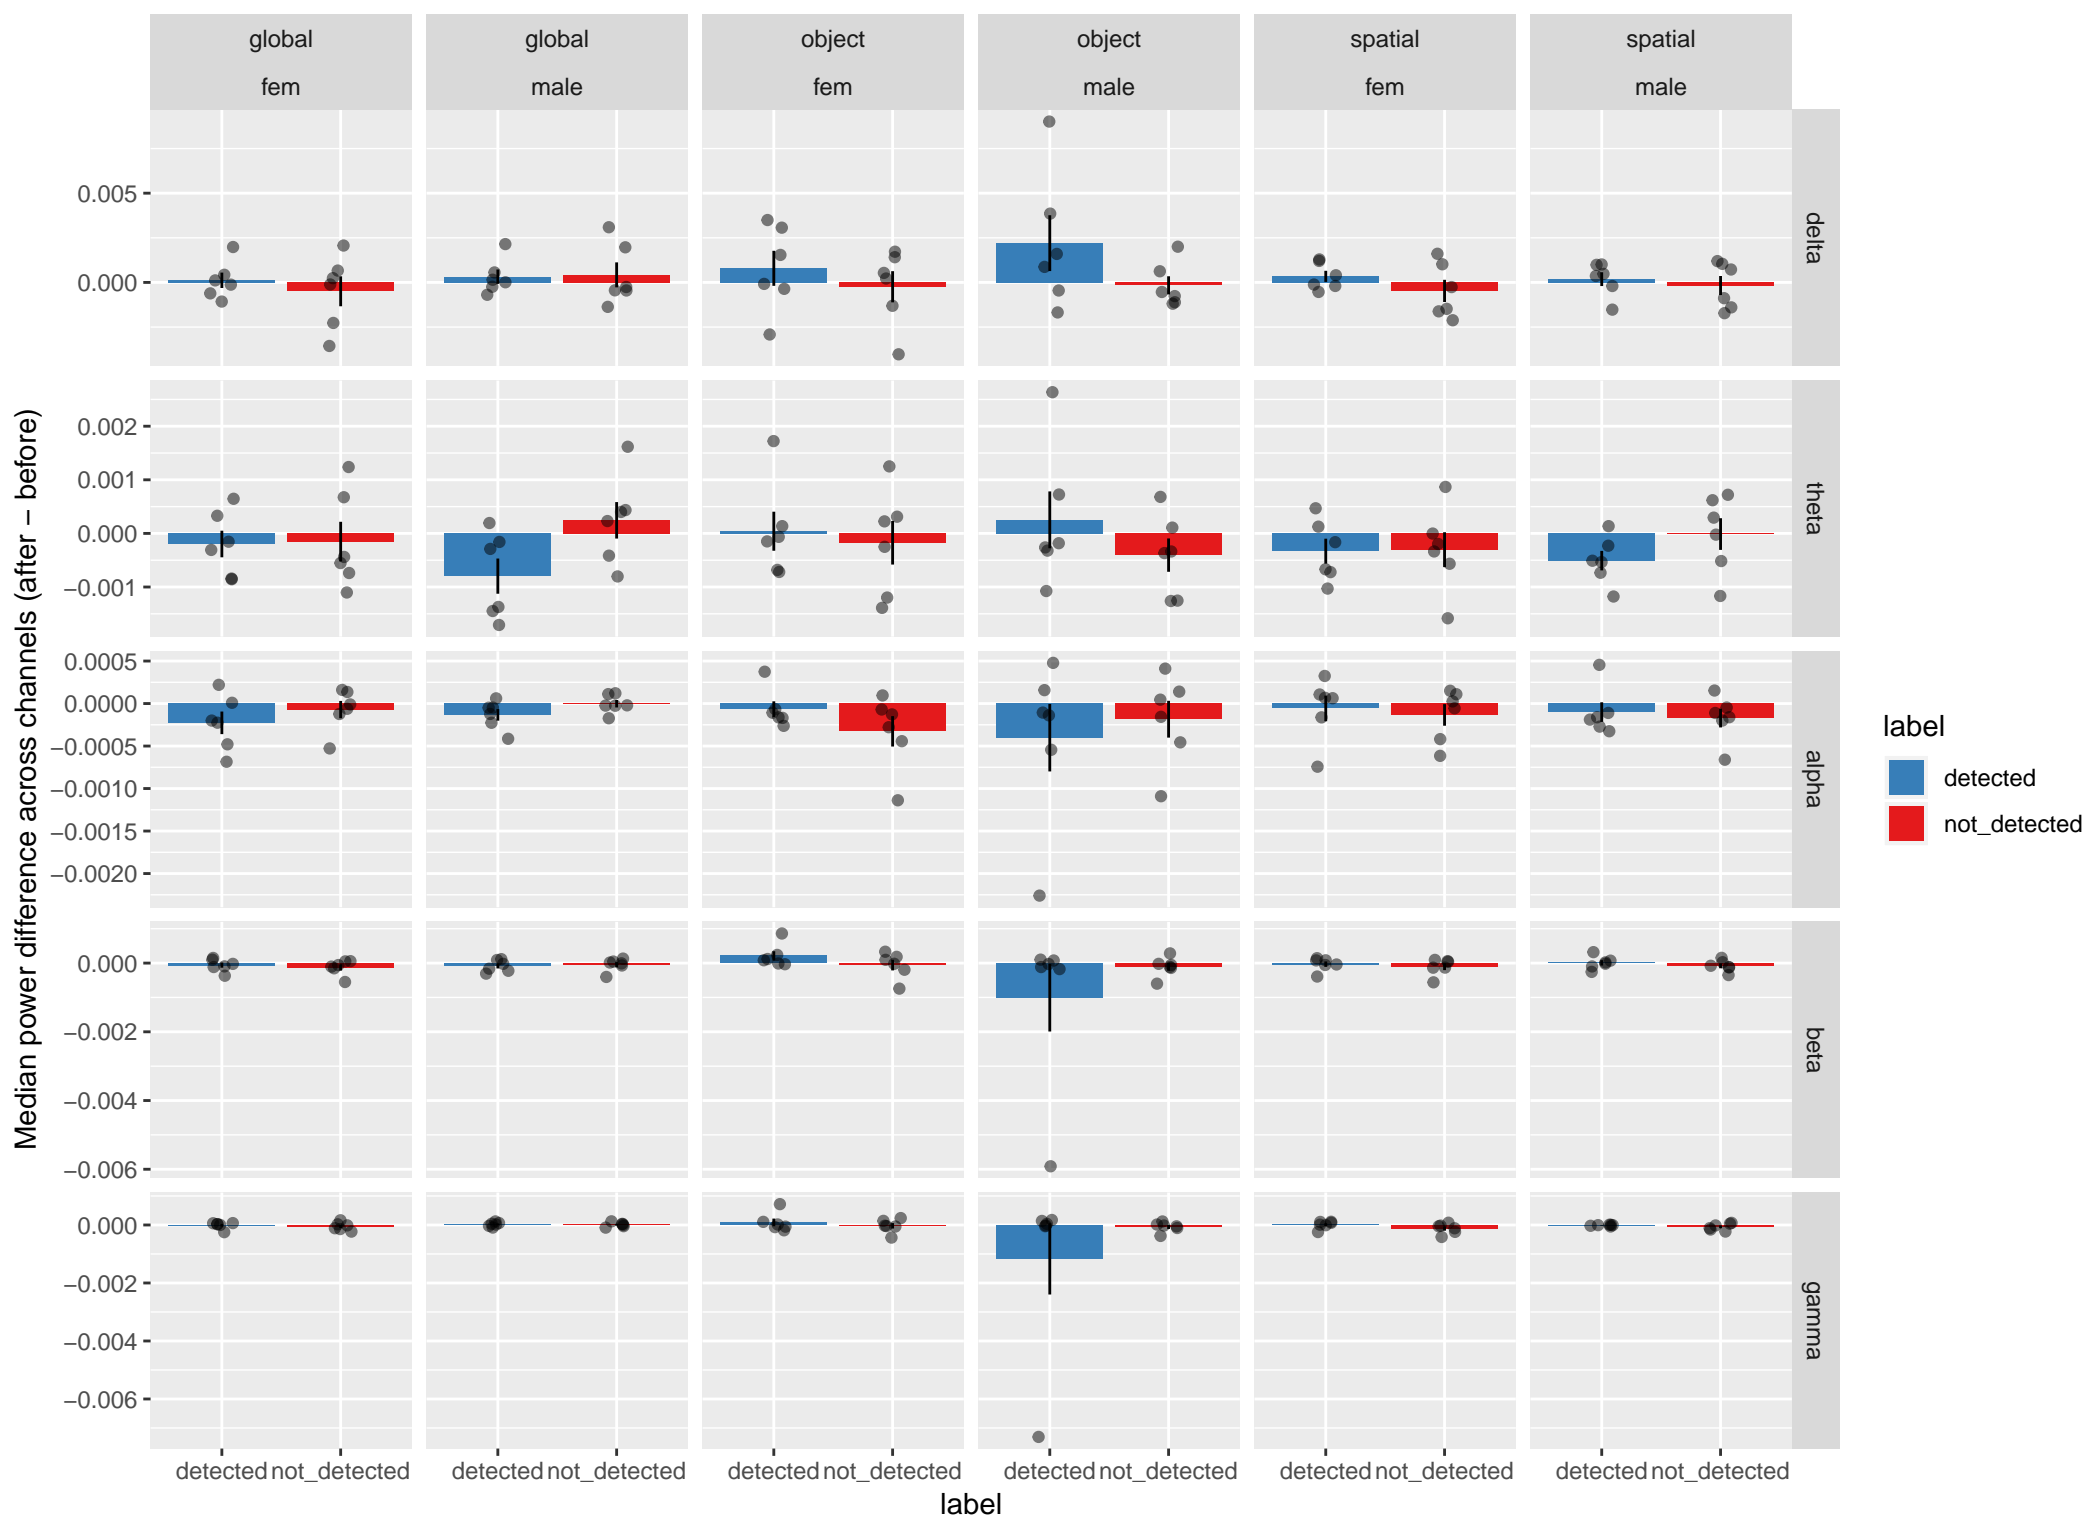 global
global
object
object
spatial
spatial
fem
male
fem
male
fem
male
0.005
0.000
delta
0.002
0.001
0.000
−0.001
theta
0.0005
0.0000
−0.0005
−0.0010
−0.0015
−0.0020
alpha
0.000
−0.002
−0.004
−0.006
beta
0.000
−0.002
−0.004
−0.006
gamma
Median power difference across channels (after − before)
detected not_detected
detected not_detected
detected not_detected
detected not_detected
detected not_detected
detected not_detected
label
label
detected
not_detected